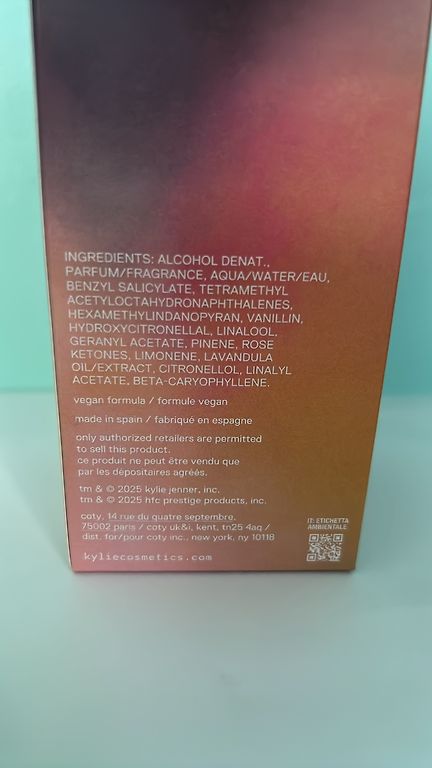 INGREDIENTS: ALCOHOL DENAT.,
PARFUM/FRAGRANCE, AQUA/WATER/EAU,
BENZYL SALICYLATE, TETRAMETHYL
ACETYLOCTAHYDRONAPHTHALENES,
HEXAMETHYLINDANOPYRAN, VANILLIN,
HYDROXYCITRONELLAL, LINALOOL,
GERANYL ACETATE, PINENE, ROSE
KETONES, LIMONENE, LAVANDULA
OIL/EXTRACT, CITRONELLOL, LINALYL
ACETATE, BETA-CARYOPHYLLENE.
vegan formula / formule vegan
made in spain / fabriqué en espagne
only authorized retailers are permitted
to sell this product.
ce produit ne peut être vendu que
par les dépositaires agréés.
tm & © 2025 kylie jenner, inc.
tm & © 2025 hfc prestige products, inc.
coty, 14 rue du quatre septembre,
75002 paris / coty uk&i, kent, tn25 4aq /
dist. for/pour coty inc., new york, ny 10118
kyliecosmetics.com
IT: ETICHETTA
AMBIENTALE